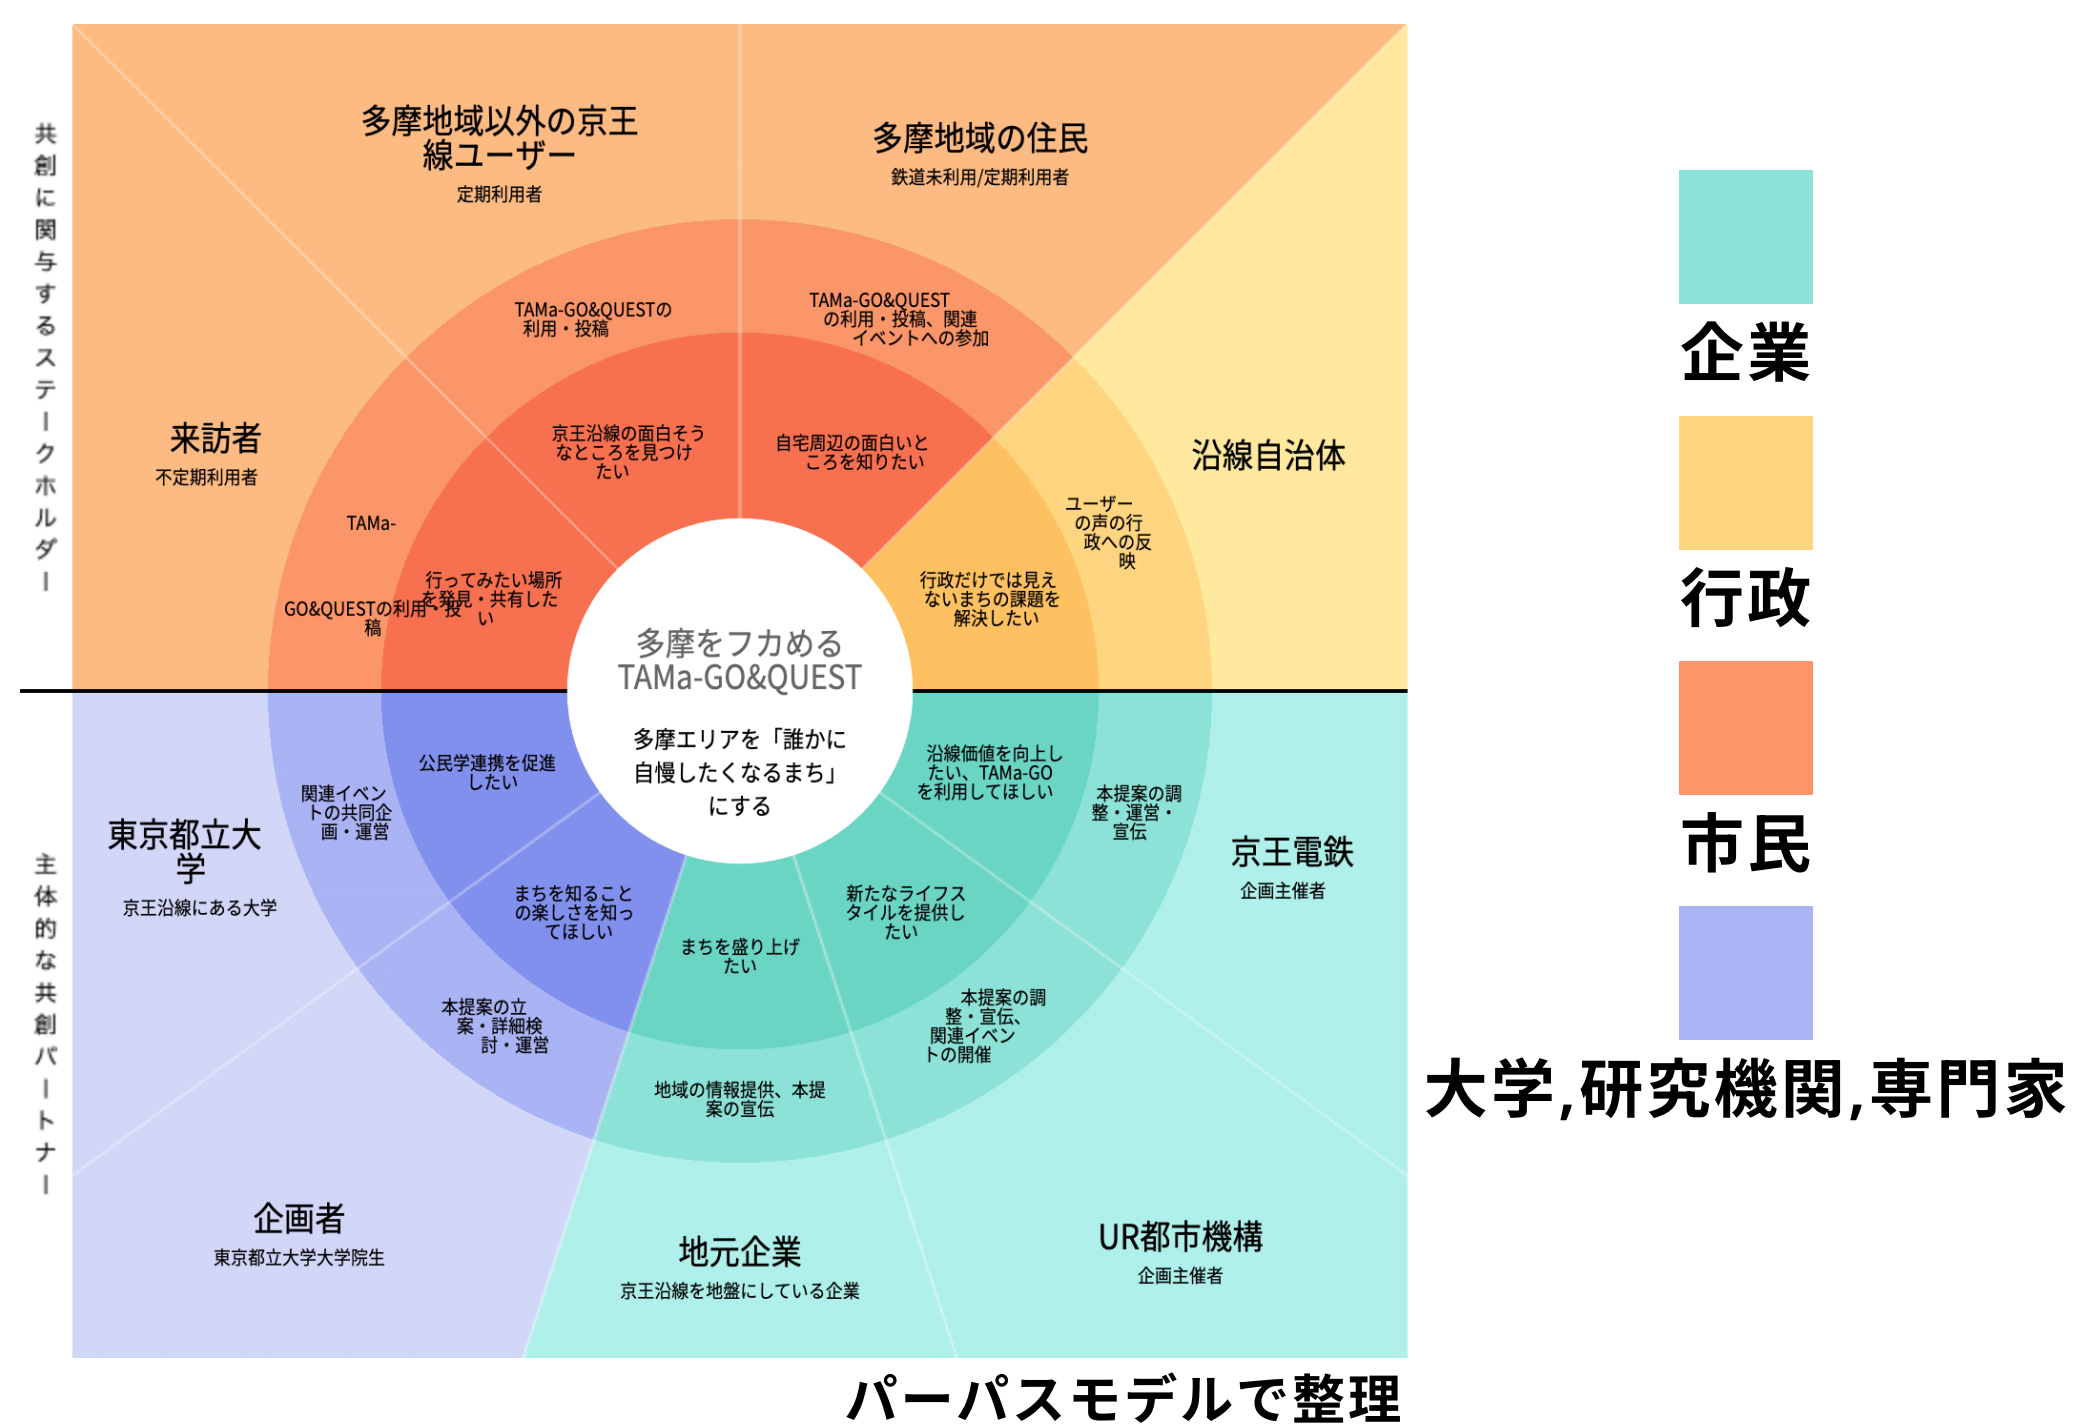 共創に関与するステークホルダー
多摩地域以外の京王
線ユーザー
定期利用者
多摩地域の住民
鉄道未利用/定期利用者
来訪者
不定期利用者
沿線自治体
TAMa-GO&QUESTの
利用・投稿
TAMa-GO&QUEST
の利用・投稿、関連
イベントへの参加
TAMa-
GO&QUESTの利用・投
稿
ユーザー
の声の行
政への反
映
京王沿線の面白そう
なところを見つけ
たい
自宅周辺の面白いと
ころを知りたい
行ってみたい場所
を発見・共有した
い
行政だけでは見え
ないまちの課題を
解決したい
多摩をフカめる
TAMa-GO&QUEST
多摩エリアを「誰かに
自慢したくなるまち」
にする
主体的な共創パートナー
公民学連携を促進
したい
沿線価値を向上し
たい、TAMa-GO
を利用してほしい
関連イベン
トの共同企
画・運営
本提案の調
整・運営・
宣伝
東京都立大
学
京王沿線にある大学
京王電鉄
企画主催者
まちを知ること
の楽しさを知っ
てほしい
まちを盛り上げ
たい
新たなライフス
タイルを提供し
たい
本提案の立
案・詳細検
討・運営
地域の情報提供、本提
案の宣伝
本提案の調
整・宣伝、
関連イベン
トの開催
企画者
東京都立大学大学院生
地元企業
京王沿線を地盤にしている企業
UR都市機構
企画主催者
企業
行政
市民
大学,研究機関,専門家
パーパスモデルで整理